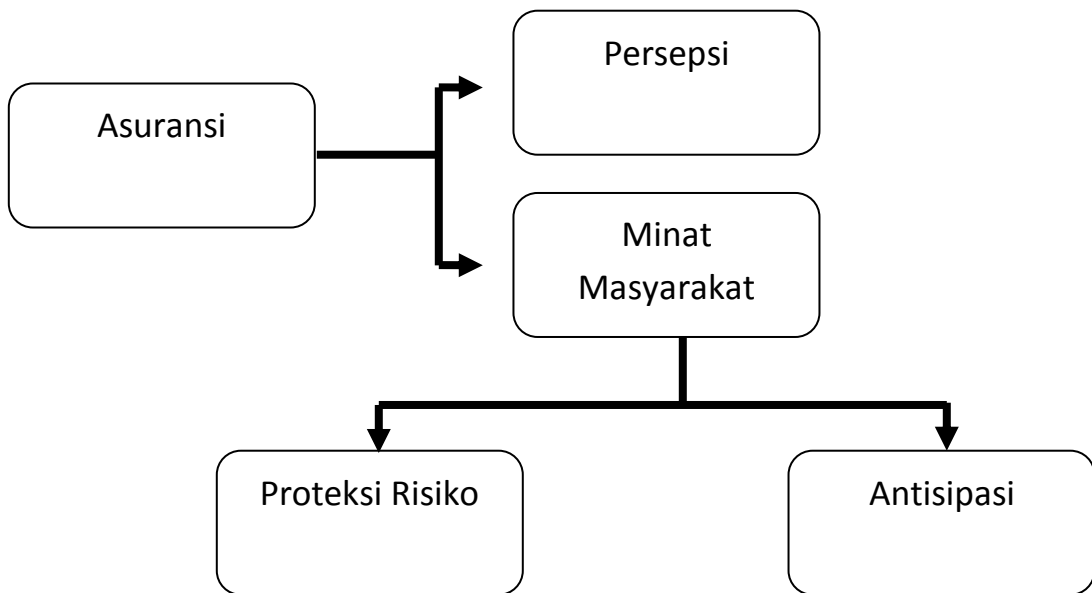 Persepsi
Asuransi
Minat
Masyarakat
Proteksi Risiko
Antisipasi